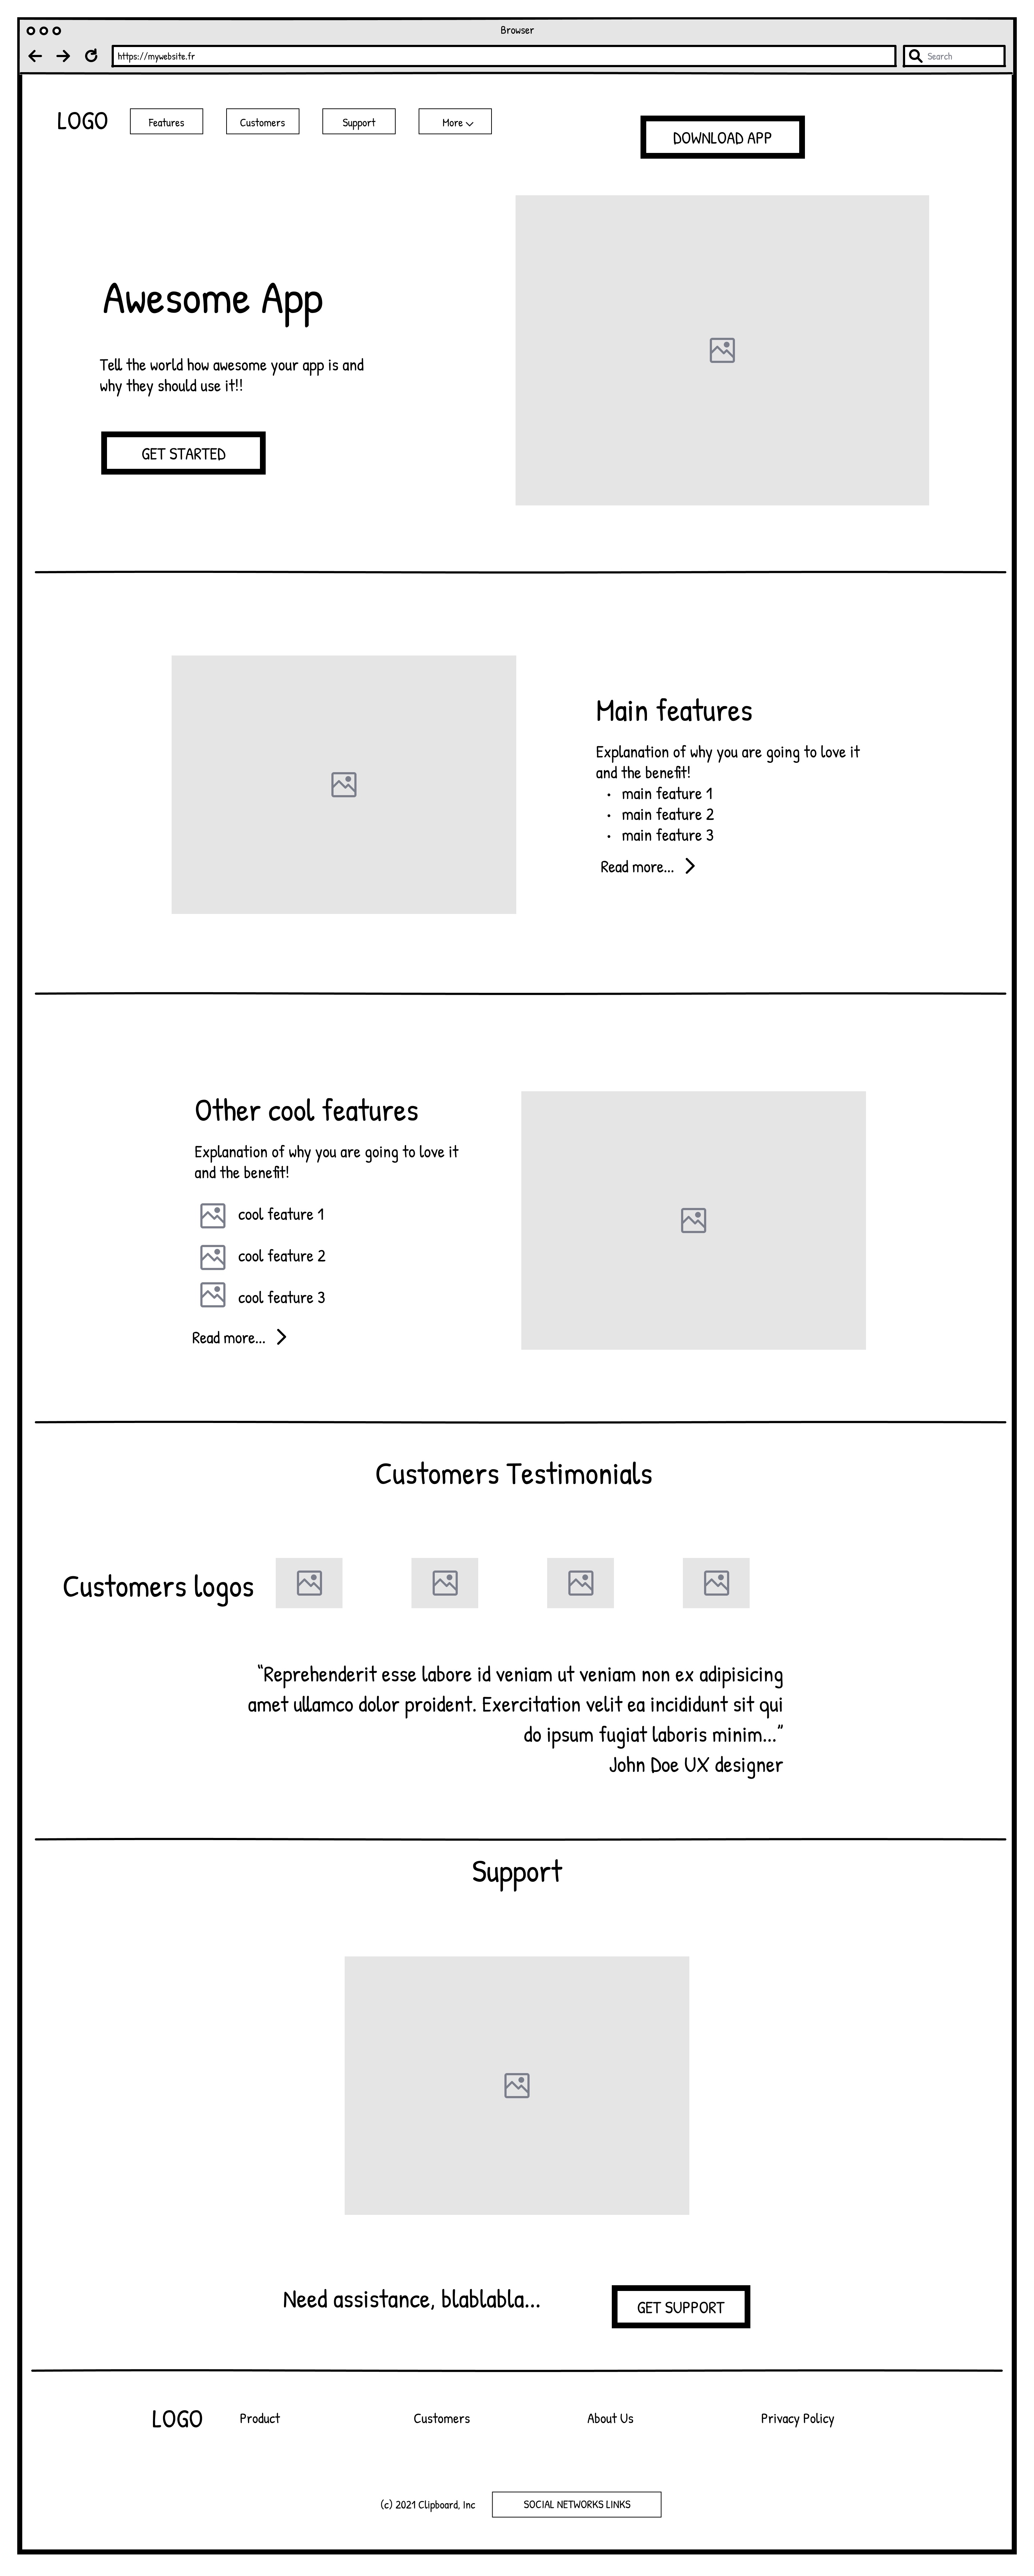 Browser
https://mywebsite.fr
Search
LOGO
Features
Customers
Support
More
DOWNLOAD APP
Awesome App
Tell the world how awesome your app is and
why they should use it!!
GET STARTED
Main features
Explanation of why you are going to love it
and the benefit!
• main feature 1
• main feature 2
• main feature 3
Read more...
Other cool features
Explanation of why you are going to love it
and the benefit!
cool feature 1
cool feature 2
cool feature 3
Read more...
Customers Testimonials
Customers logos
“Reprehenderit esse labore id veniam ut veniam non ex adipisicing
amet ullamco dolor proident. Exercitation velit ea incididunt sit qui
do ipsum fugiat laboris minim...”
John Doe UX designer
Support
Need assistance, blablabla...
GET SUPPORT
LOGO
Product
Customers
About Us
Privacy Policy
(c) 2021 Clipboard, Inc
SOCIAL NETWORKS LINKS